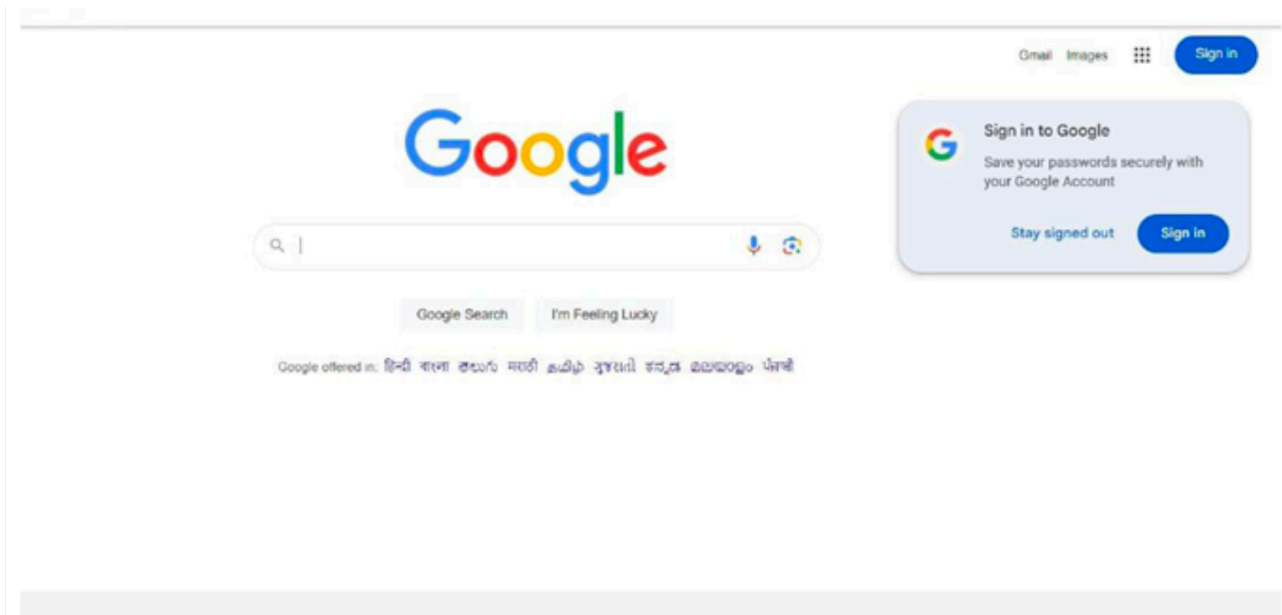 Gmail Images Sign in
Google
Sign in to Google
Save your passwords securely with
your Google Account
Stay signed out Sign in
Google Search I'm Feeling Lucky
Google offered in: हिन्दी বাংলা తెలుగు मराठी தமிழ் ગુજરાતી ಕನ್ನಡ മലയാളം ਪੰਜਾਬੀ